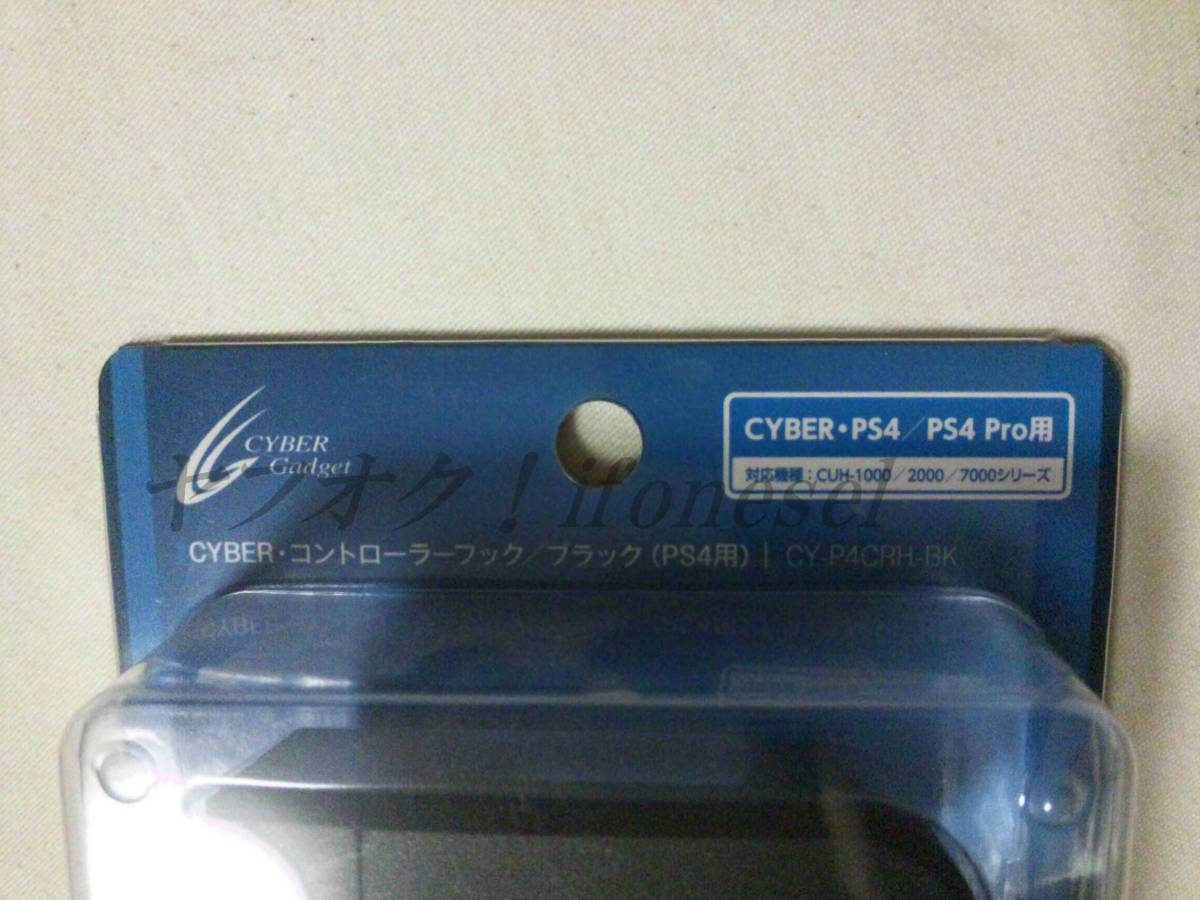 CYBER
Gadget
CYBER・PS4／PS4 Pro用
対応機種：CUH-1000／2000／7000シリーズ
ヤフオク！ifonesel
CYBER・コントローラーフック／ブラック（PS4用）| CY-P4CRH-BK
CYBER